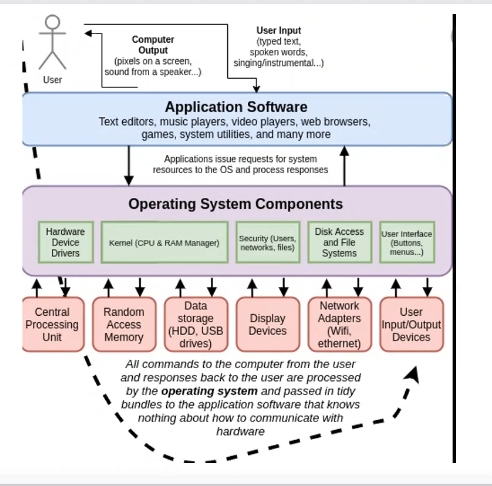 Computer
Output
(pixels on a screen,
sound from a speaker...)
User Input
(typed text,
spoken words,
singing/instrumental...)
User
Application Software
Text editors, music players, video players, web browsers,
games, system utilities, and many more
Applications issue requests for system
resources to the OS and process responses
Operating System Components
Hardware
Device
Drivers
Kernel (CPU & RAM Manager)
Security (Users,
networks, files)
Disk Access
and File
Systems
User Interface
(Buttons,
menus...)
Central
Processing
Unit
Random
Access
Memory
Data
storage
(HDD, USB
drives)
Display
Devices
Network
Adapters
(Wifi,
ethernet)
User
Input/Output
Devices
All commands to the computer from the user
and responses back to the user are processed
by the operating system and passed in tidy
bundles to the application software that knows
nothing about how to communicate with
hardware